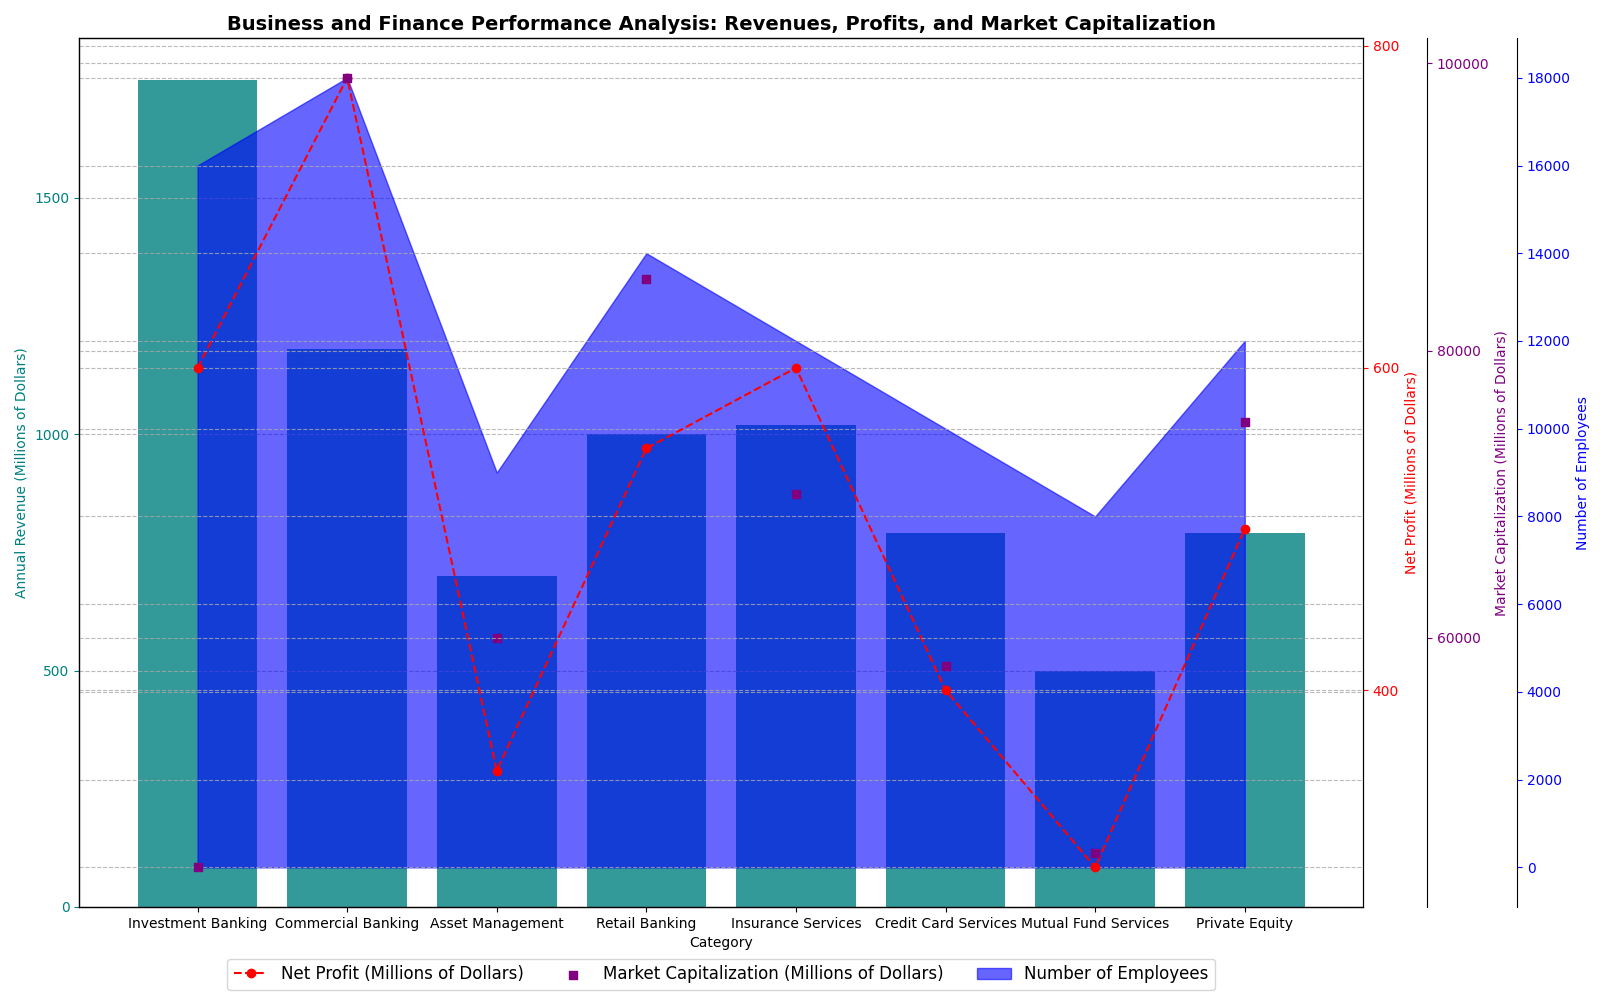 Business and Finance Performance Analysis: Revenues, Profits, and Market Capitalization
Annual Revenue (Millions of Dollars)
1500
1000
500
0
800
600
400
Net Profit (Millions of Dollars)
100000
80000
60000
Market Capitalization (Millions of Dollars)
18000
16000
14000
12000
10000
8000
6000
4000
2000
0
Number of Employees
Investment Banking Commercial Banking Asset Management Retail Banking Insurance Services Credit Card Services Mutual Fund Services Private Equity
Category
Net Profit (Millions of Dollars) Market Capitalization (Millions of Dollars) Number of Employees